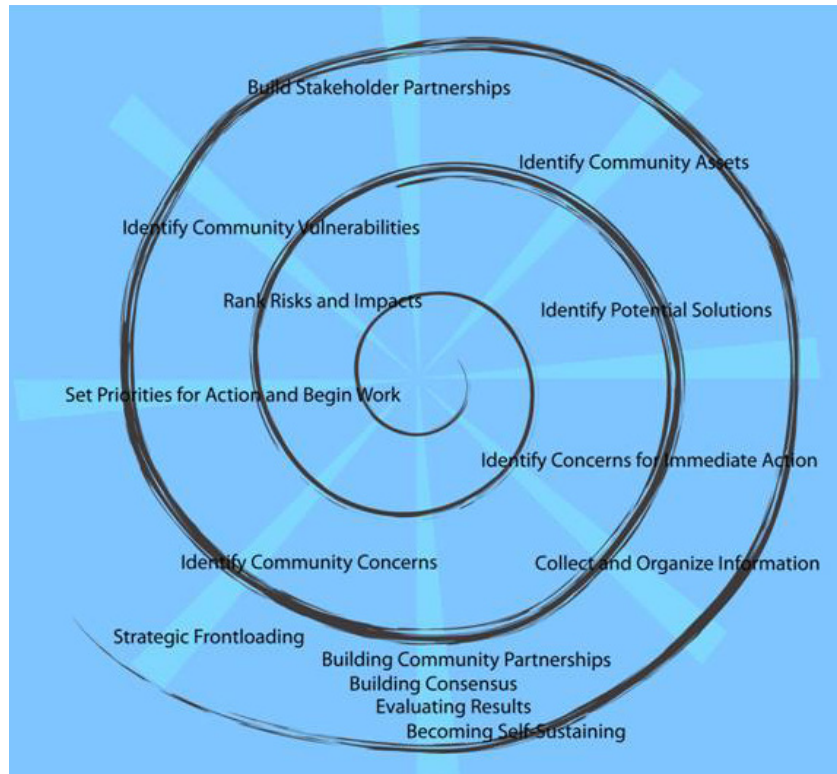 Build Stakeholder Partnerships
Identify Community Assets
Identify Community Vulnerabilities
Rank Risks and Impacts
Identify Potential Solutions
Set Priorities for Action and Begin Work
Identify Concerns for Immediate Action
Identify Community Concerns
Collect and Organize Information
Strategic Frontloading
Building Community Partnerships
Building Consensus
Evaluating Results
Becoming Self-Sustaining